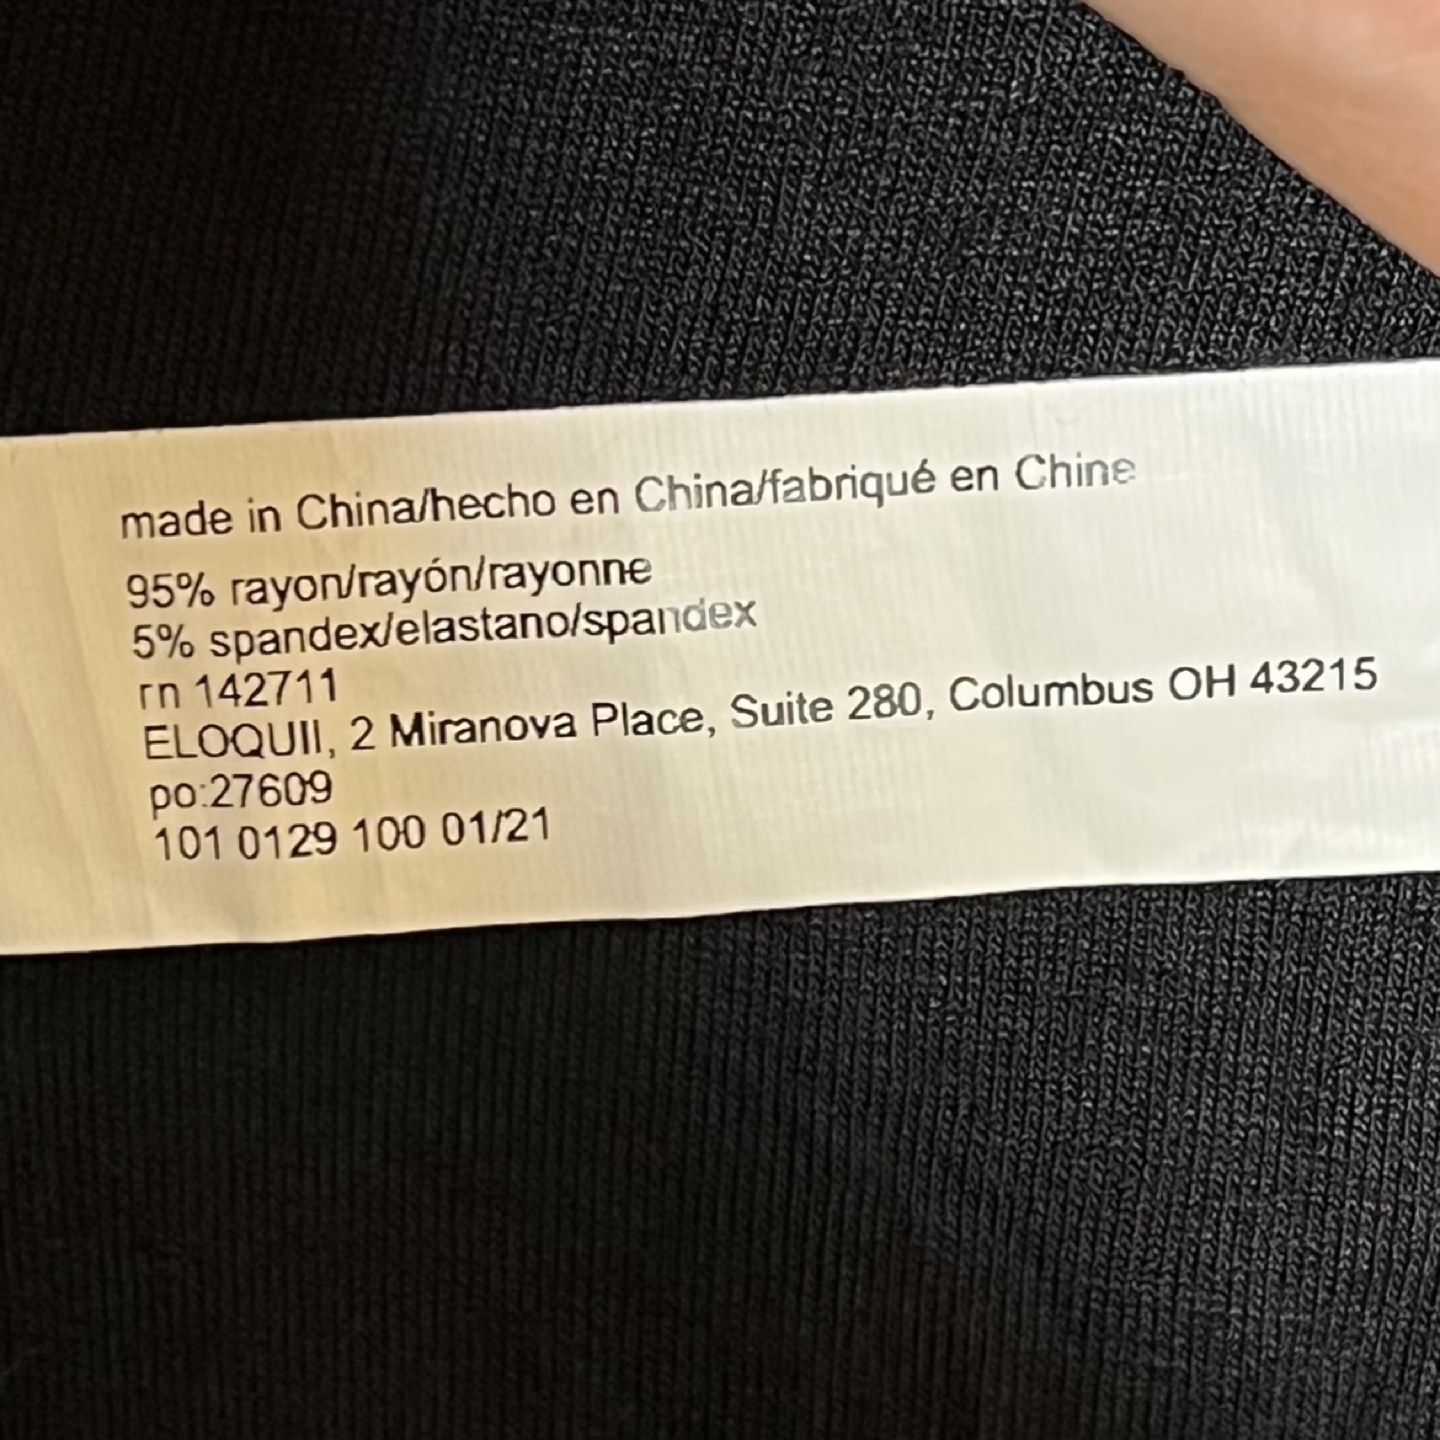 made in China/hecho en China/fabriqué en Chine
95% rayon/rayón/rayonne
5% spandex/elastano/spandex
rn 142711
ELOQUII, 2 Miranova Place, Suite 280, Columbus OH 43215
po:27609
101 0129 100 01/21